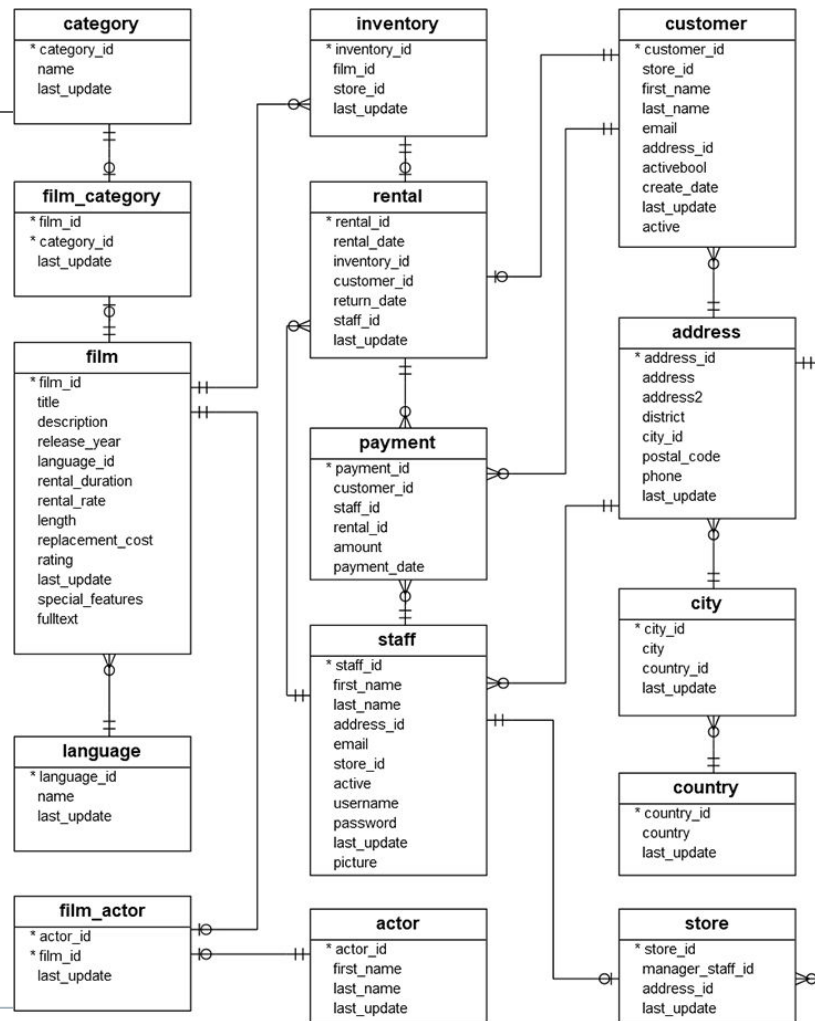 category
* category_id
name
last_update
film_category
* film_id
* category_id
last_update
film
* film_id
title
description
release_year
language_id
rental_duration
rental_rate
length
replacement_cost
rating
last_update
special_features
fulltext
language
* language_id
name
last_update
film_actor
* actor_id
* film_id
last_update
inventory
* inventory_id
film_id
store_id
last_update
rental
* rental_id
rental_date
inventory_id
customer_id
return_date
staff_id
last_update
payment
* payment_id
customer_id
staff_id
rental_id
amount
payment_date
staff
* staff_id
first_name
last_name
address_id
email
store_id
active
username
password
last_update
picture
actor
* actor_id
first_name
last_name
last_update
customer
* customer_id
store_id
first_name
last_name
email
address_id
activebool
create_date
last_update
active
address
* address_id
address
address2
district
city_id
postal_code
phone
last_update
city
* city_id
city
country_id
last_update
country
* country_id
country
last_update
store
* store_id
manager_staff_id
address_id
last_update